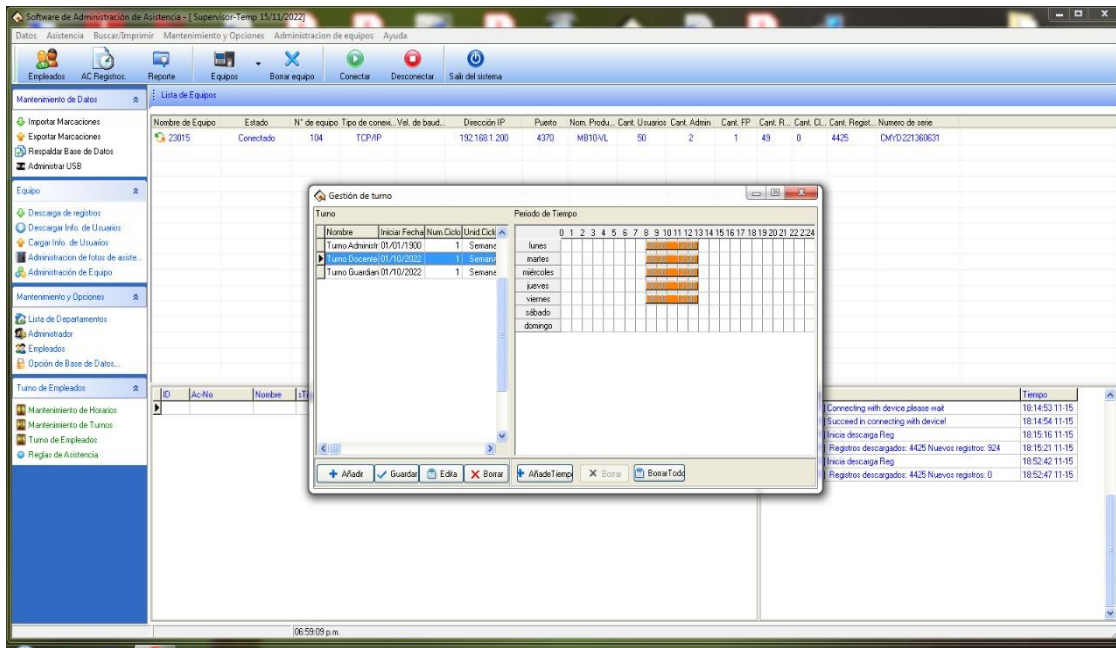 Software de Administración de Asistencia - [ Supervisor-Temp 15/11/2022]
Datos Asistencia Buscar/Imprimir Mantenimiento y Opciones Administracion de equipos Ayuda
Empleados AC Registros. Reporte Equipos Borrar equipo Conectar Desconectar Salir del sistema
Mantenimiento de Datos
Importar Marcaciones
Exportar Marcaciones
Respaldar Base de Datos
Administrar USB
Equipo
Descarga de registros
Descargar Info. de Usuarios
Cargar Info. de Usuarios
Administracion de fotos de asiste...
Administración de Equipo
Mantenimiento y Opciones
Lista de Departamentos
Administrador
Empleados
Opción de Base de Datos...
Turno de Empleados
Mantenimiento de Horarios
Mantenimiento de Turnos
Turno de Empleados
Reglas de Asistencia
Lista de Equipos
Nombre de Equipo Estado N° de equipo Tipo de conexi... Vel. de baud... Dirección IP Puerto Nom. Produ... Cant. Usuarios Cant. Admin Cant. FP Cant. R... Cant. Cl... Cant. Regist... Numero de serie
23015 Conectado 104 TCP/IP 192.168.1.200 4370 MB10-VL 50 2 1 49 0 4425 CMYD221360631
Gestión de turno
Turno
Nombre Iniciar Fecha Num.Ciclo Unid.Cicl
Turno Administr 01/01/1900 1 Semana
Turno Docente 01/10/2022 1 Semana
Turno Guardian 01/10/2022 1 Semana
Añadir Guardar Edita Borrar
Periodo de Tiempo
0 1 2 3 4 5 6 7 8 9 10 11 12 13 14 15 16 17 18 19 20 21 22 2 24
lunes
martes
miércoles
jueves
viernes
sábado
domingo
AñadeTiempo Borrar BorrarTodo
ID Ac-No Nombre sTi
Tiempo
Connecting with device,please wait 18:14:53 11-15
Succeed in connecting with device! 18:14:54 11-15
Inicia descarga Reg 18:15:16 11-15
Registros descargados: 4425 Nuevos registros: 924 18:15:21 11-15
Inicia descarga Reg 18:52:42 11-15
Registros descargados: 4425 Nuevos registros: 0 18:52:47 11-15
06:59:09 p.m.